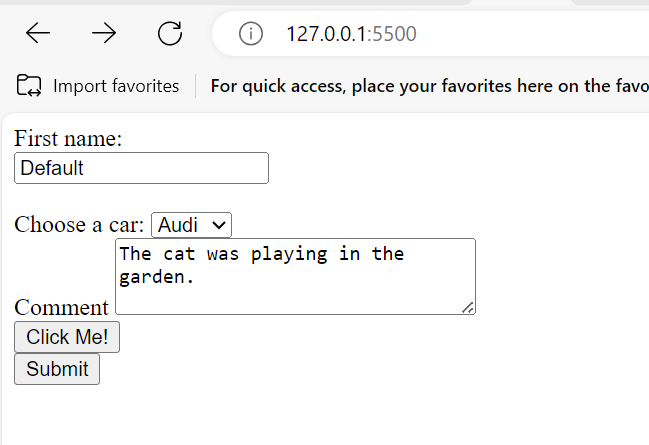 127.0.0.1:5500
Import favorites
For quick access, place your favorites here on the favo
First name:
Default
Choose a car: Audi
The cat was playing in the
garden.
Comment
Click Me!
Submit